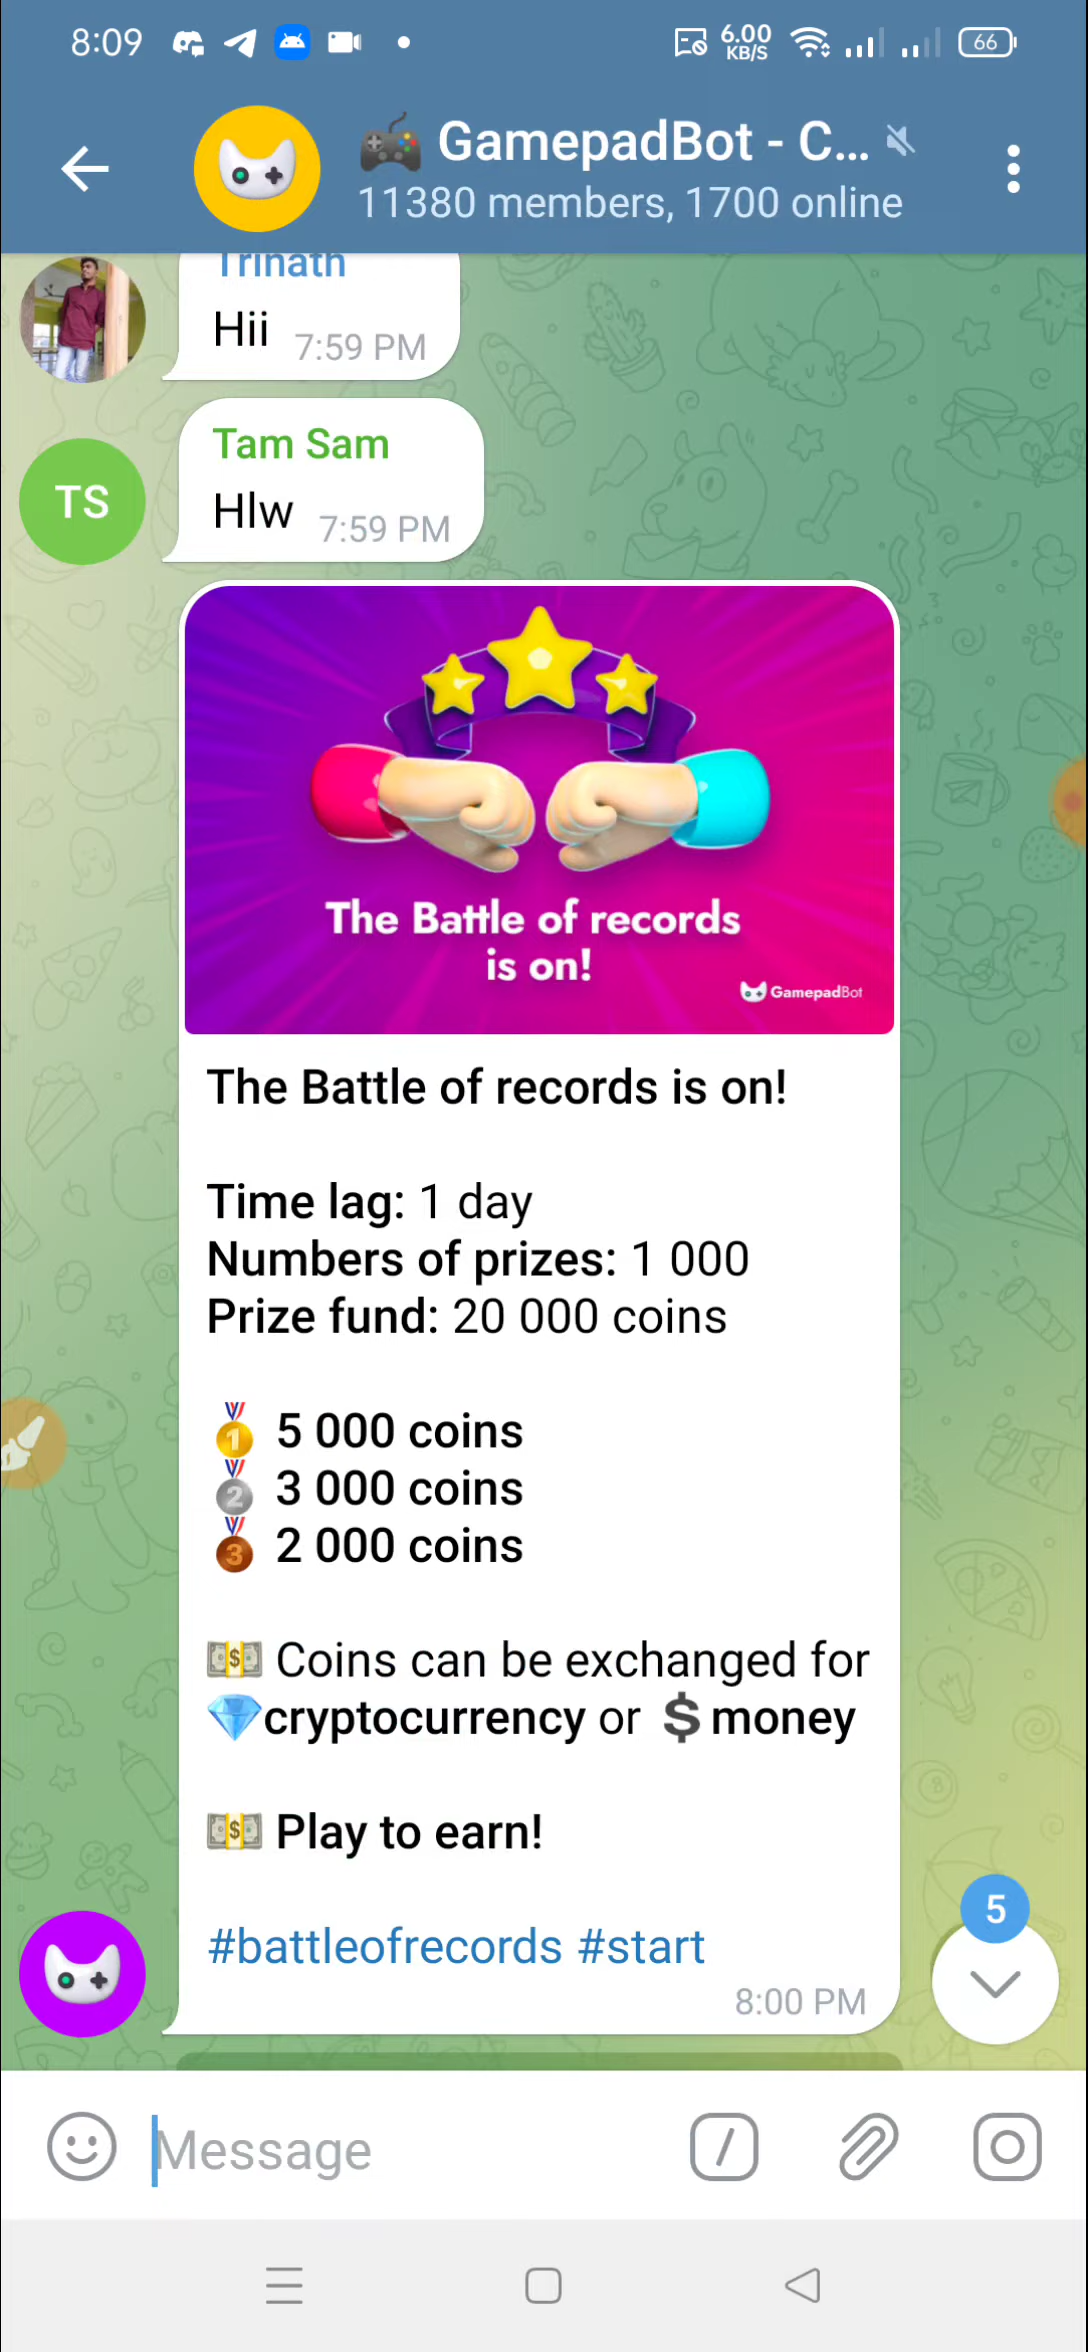 8:09
6.00
KB/S
66
GamepadBot - C...
11380 members, 1700 online
Trinath
Hii 7:59 PM
Tam Sam
TS
Hlw 7:59 PM
The Battle of records
is on!
GamepadBot
The Battle of records is on!
Time lag: 1 day
Numbers of prizes: 1 000
Prize fund: 20 000 coins
1 5 000 coins
2 3 000 coins
3 2 000 coins
💵 Coins can be exchanged for
💎cryptocurrency or 💲money
💵 Play to earn!
#battleofrecords #start
8:00 PM
5
Message